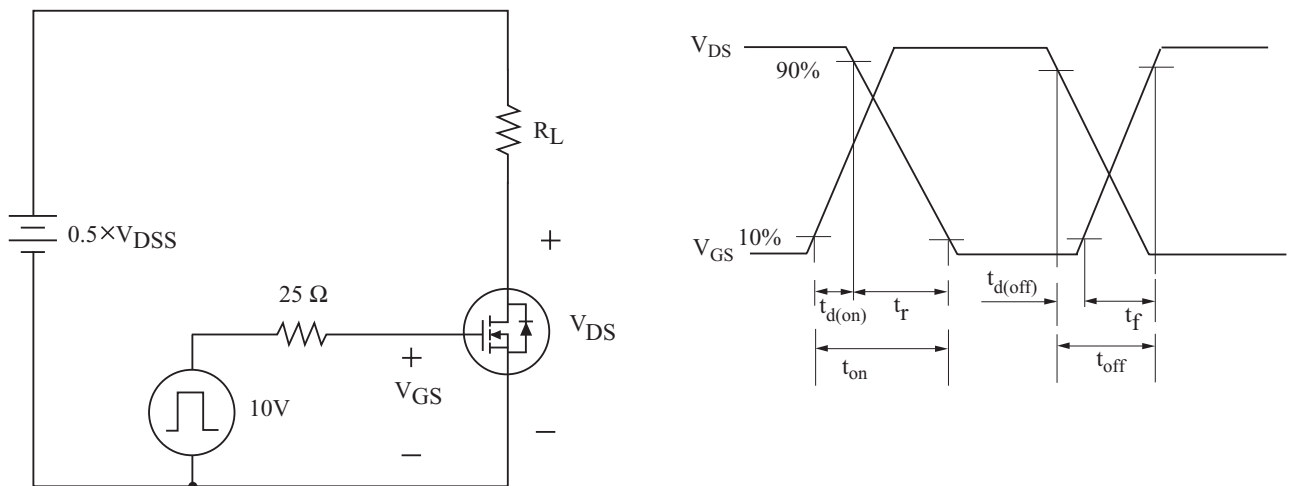 R_L
0.5×V_DSS
25 Ω
+
V_DS
+
V_GS
10V
−
−
V_DS
90%
V_GS 10%
t_d(on)
t_r
t_on
t_d(off)
t_f
t_off